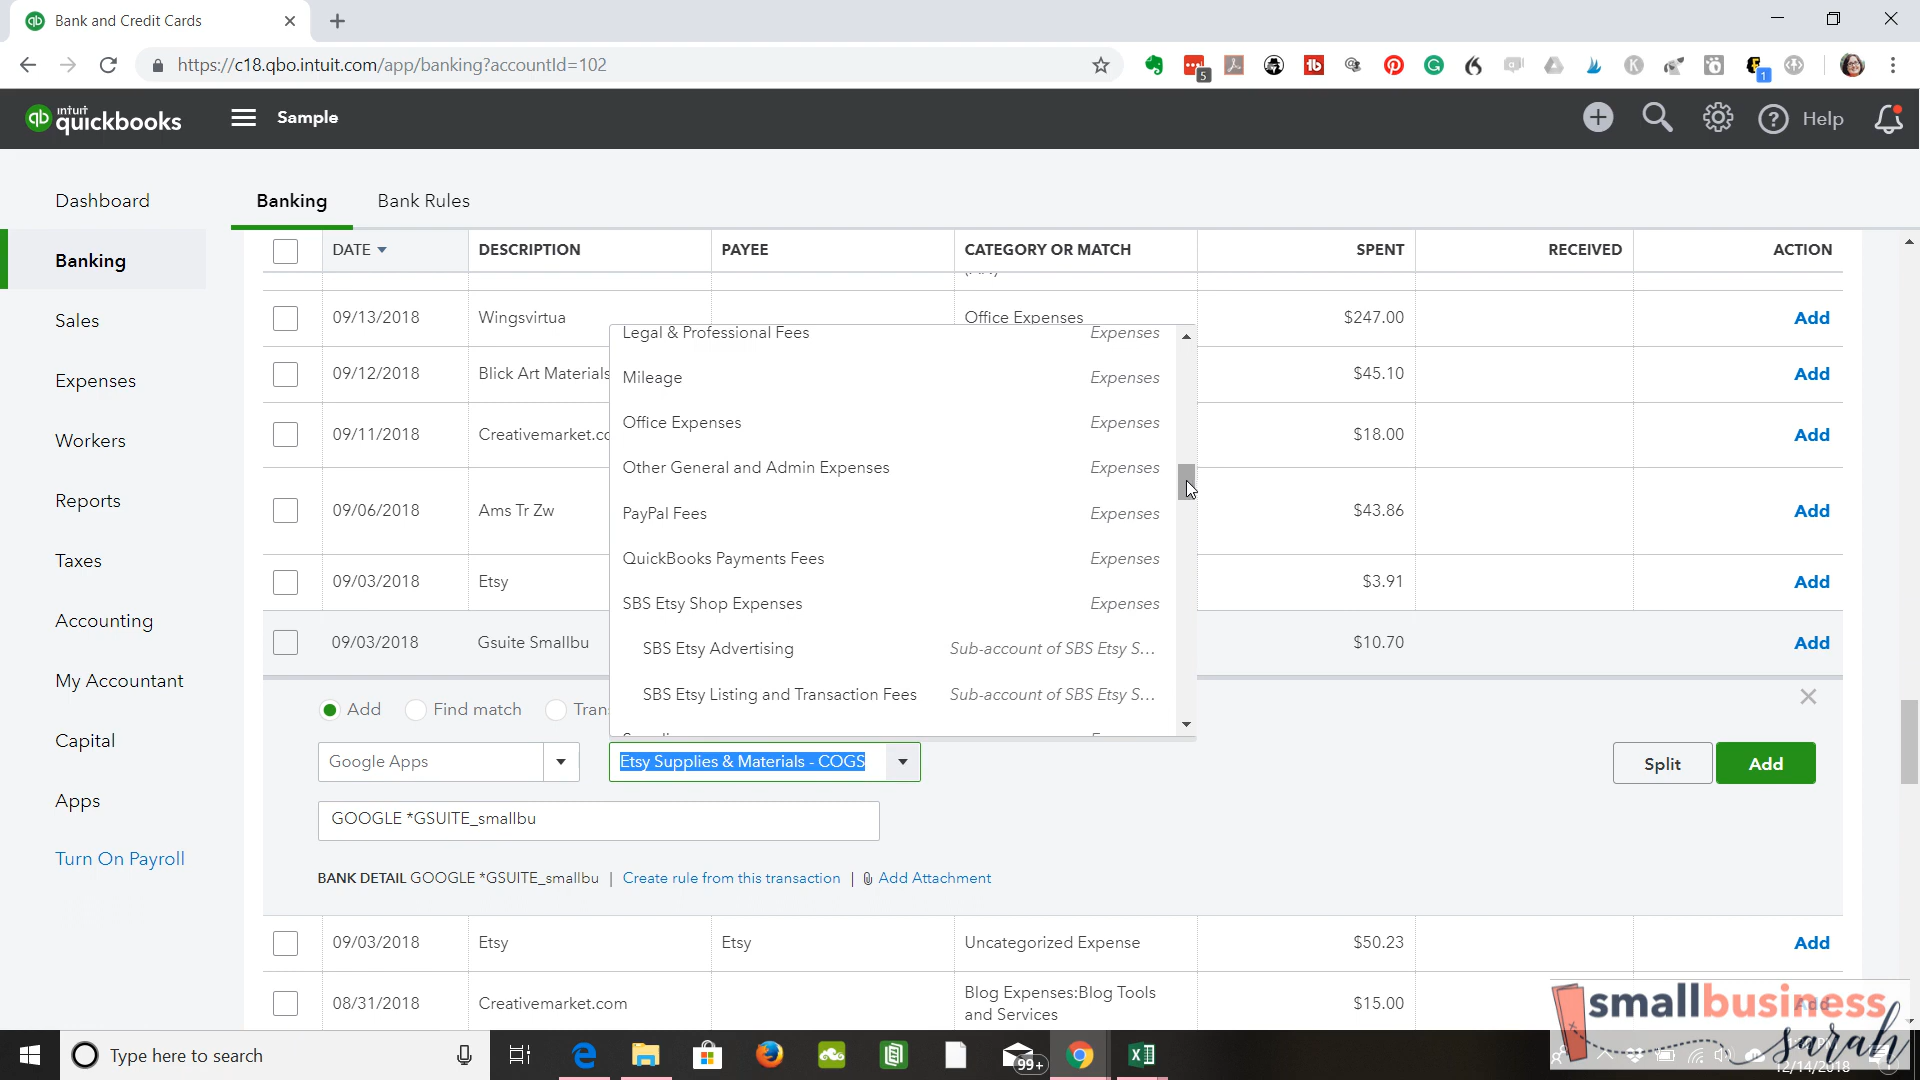 Bank and Credit Cards
https://c18.qbo.intuit.com/app/banking?accountId=102
5
1
intuit
quickbooks
Sample
Help
Dashboard
Banking
Sales
Expenses
Workers
Reports
Taxes
Accounting
My Accountant
Capital
Apps
Turn On Payroll
Banking Bank Rules
DATE DESCRIPTION PAYEE CATEGORY OR MATCH SPENT RECEIVED ACTION
09/13/2018 Wingsvirtua Office Expenses $247.00 Add
09/12/2018 Blick Art Materials $45.10 Add
09/11/2018 Creativemarket.co $18.00 Add
09/06/2018 Ams Tr Zw $43.86 Add
09/03/2018 Etsy $3.91 Add
09/03/2018 Gsuite Smallbu $10.70 Add
Legal & Professional Fees Expenses
Mileage Expenses
Office Expenses Expenses
Other General and Admin Expenses Expenses
PayPal Fees Expenses
QuickBooks Payments Fees Expenses
SBS Etsy Shop Expenses Expenses
SBS Etsy Advertising Sub-account of SBS Etsy S...
SBS Etsy Listing and Transaction Fees Sub-account of SBS Etsy S...
Add Find match Trans
Google Apps Etsy Supplies & Materials - COGS Split Add
GOOGLE *GSUITE_smallbu
BANK DETAIL GOOGLE *GSUITE_smallbu | Create rule from this transaction | Add Attachment
09/03/2018 Etsy Etsy Uncategorized Expense $50.23 Add
08/31/2018 Creativemarket.com Blog Expenses:Blog Tools
and Services $15.00
smallbusiness
sarah
Type here to search
99+
12/14/2018